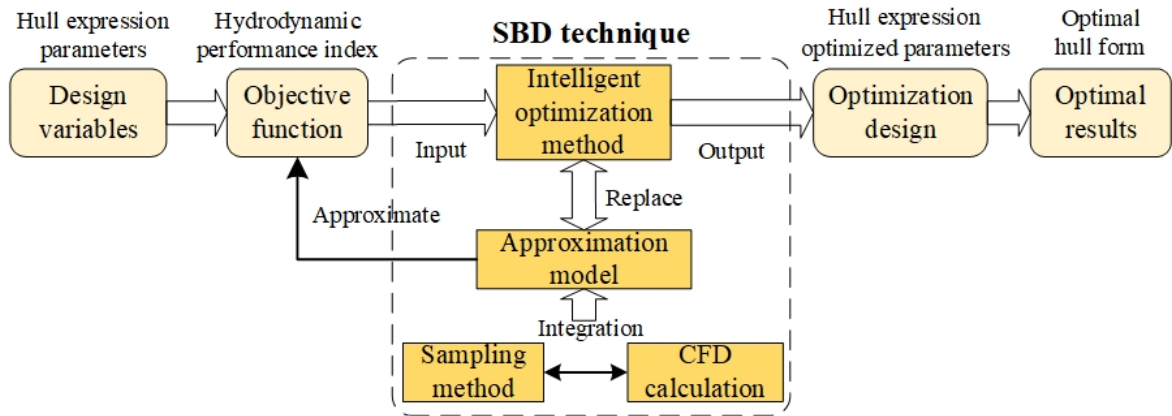 Hull expression
parameters
Hydrodynamic
performance index
SBD technique
Hull expression
optimized parameters
Optimal
hull form
Design
variables
Objective
function
Intelligent
optimization
method
Optimization
design
Optimal
results
Input
Output
Replace
Approximate
Approximation
model
Integration
Sampling
method
CFD
calculation